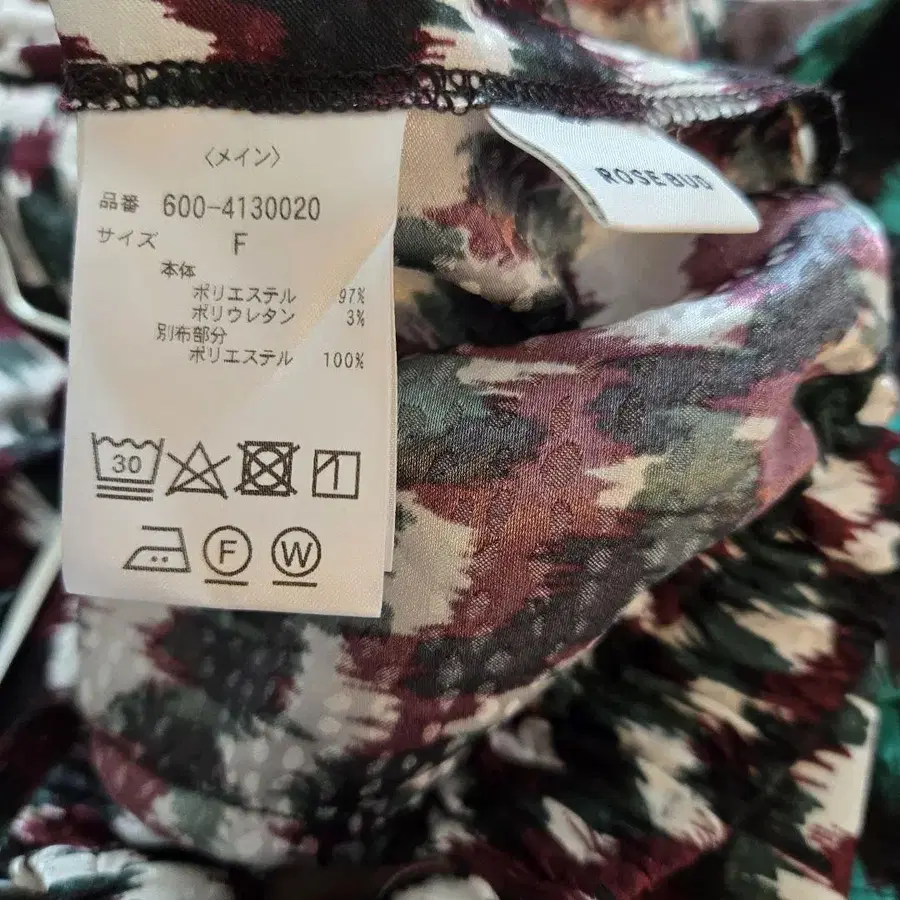 〈メイン〉
品番 600-4130020
サイズ F
本体
ポリエステル 97%
ポリウレタン 3%
別布部分
ポリエステル 100%
30
1
F
W
ROSE BUD